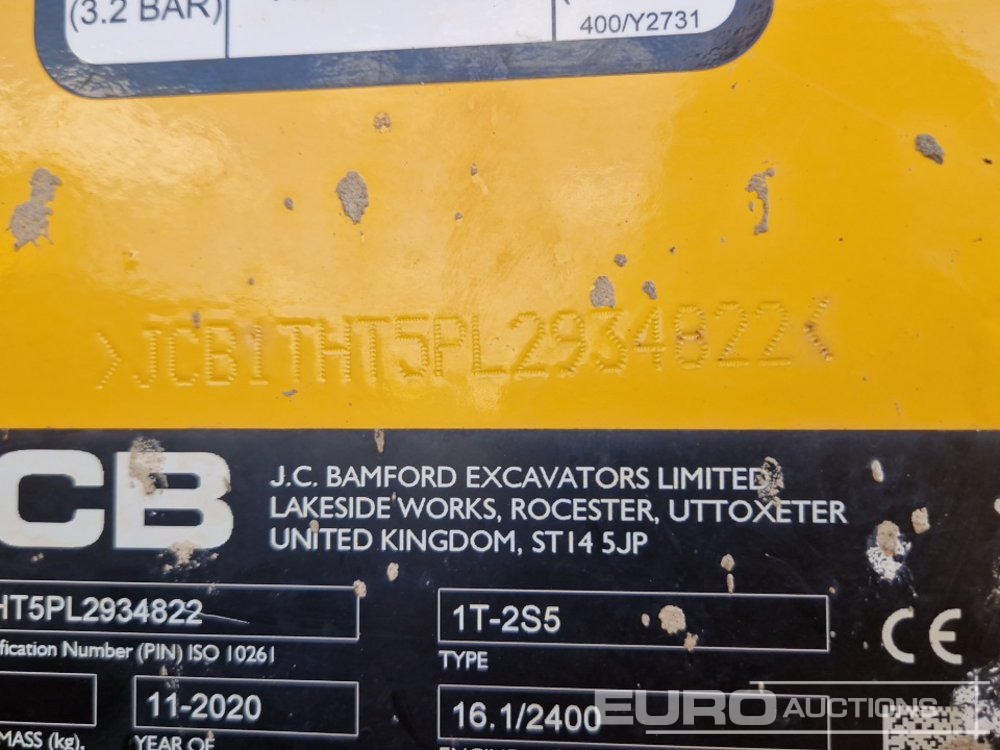 (3.2 BAR)
400/Y2731
>JCB1THT5PL2934822<
CB
J.C. BAMFORD EXCAVATORS LIMITED,
LAKESIDE WORKS, ROCESTER, UTTOXETER
UNITED KINGDOM, ST14 5JP
HT5PL2934822
1T-2S5
fication Number (PIN) ISO 10261
TYPE
CE
11-2020
16.1/2400
MASS (kg),
YEAR OF
EURO AUCTIONS